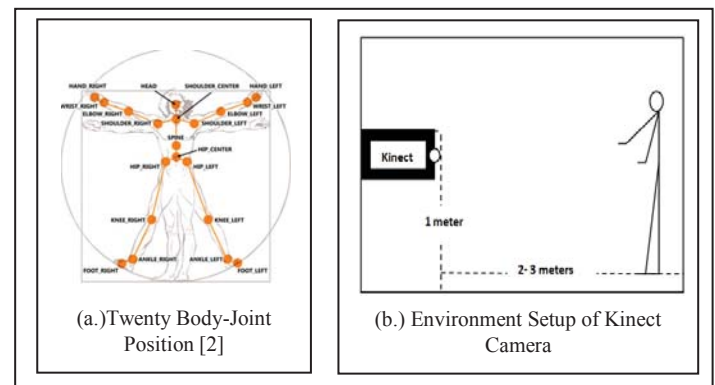 HAND_RIGHT HEAD SHOULDER_CENTER HAND_LEFT
WRIST_RIGHT WRIST_LEFT
ELBOW_RIGHT ELBOW_LEFT
SHOULDER_RIGHT SHOULDER_LEFT
SPINE
HIP_CENTER
HIP_RIGHT HIP_LEFT
KNEE_RIGHT KNEE_LEFT
ANKLE_RIGHT ANKLE_LEFT
FOOT_RIGHT FOOT_LEFT
(a.)Twenty Body-Joint
Position [2]
Kinect
1 meter
2- 3 meters
(b.) Environment Setup of Kinect
Camera